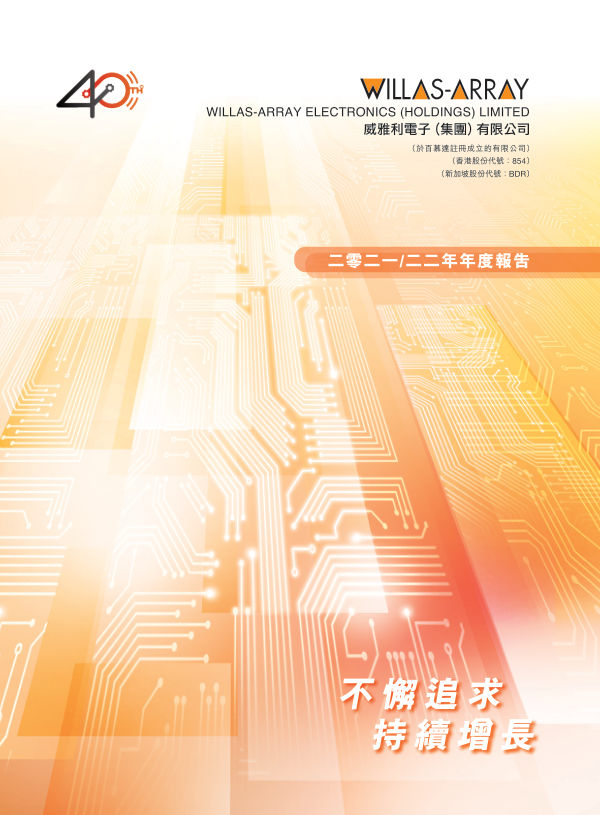 40TH
WILLAS-ARRAY
WILLAS-ARRAY ELECTRONICS (HOLDINGS) LIMITED
威雅利電子（集團）有限公司
（於百慕達註冊成立的有限公司）
（香港股份代號：854）
（新加坡股份代號：BDR）
二零二一/二二年年度報告
不懈追求
持續增長